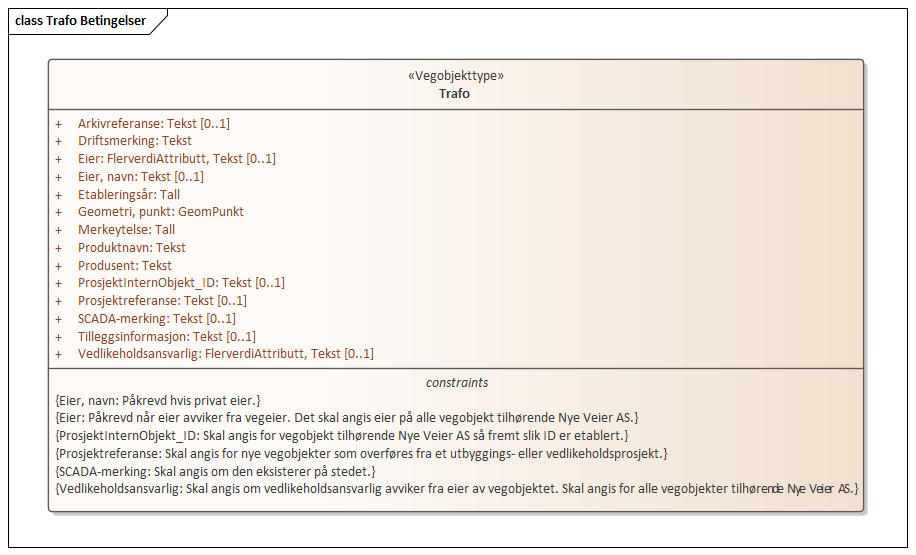 class Trafo Betingelser
«Vegobjekttype»
Trafo
+ Arkivreferanse: Tekst [0..1]
+ Driftsmerking: Tekst
+ Eier: FlerverdiAttributt, Tekst [0..1]
+ Eier, navn: Tekst [0..1]
+ Etableringsår: Tall
+ Geometri, punkt: GeomPunkt
+ Merkeytelse: Tall
+ Produktnavn: Tekst
+ Produsent: Tekst
+ ProsjektInternObjekt_ID: Tekst [0..1]
+ Prosjektreferanse: Tekst [0..1]
+ SCADA-merking: Tekst [0..1]
+ Tilleggsinformasjon: Tekst [0..1]
+ Vedlikeholdsansvarlig: FlerverdiAttributt, Tekst [0..1]
constraints
{Eier, navn: Påkrevd hvis privat eier.}
{Eier: Påkrevd når eier avviker fra vegeier. Det skal angis eier på alle vegobjekt tilhørende Nye Veier AS.}
{ProsjektInternObjekt_ID: Skal angis for vegobjekt tilhørende Nye Veier AS så fremt slik ID er etablert.}
{Prosjektreferanse: Skal angis for nye vegobjekter som overføres fra et utbyggings- eller vedlikeholdsprosjekt.}
{SCADA-merking: Skal angis om den eksisterer på stedet.}
{Vedlikeholdsansvarlig: Skal angis om vedlikeholdsansvarlig avviker fra eier av vegobjektet. Skal angis for alle vegobjekter tilhørende Nye Veier AS.}